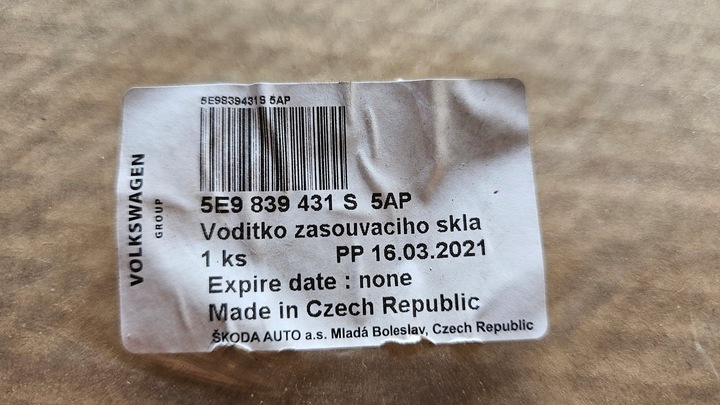 VOLKSWAGEN
GROUP
5E9839431S 5AP
5E9 839 431 S 5AP
Voditko zasouvaciho skla
1 ks PP 16.03.2021
Expire date : none
Made in Czech Republic
ŠKODA AUTO a.s. Mladá Boleslav, Czech Republic